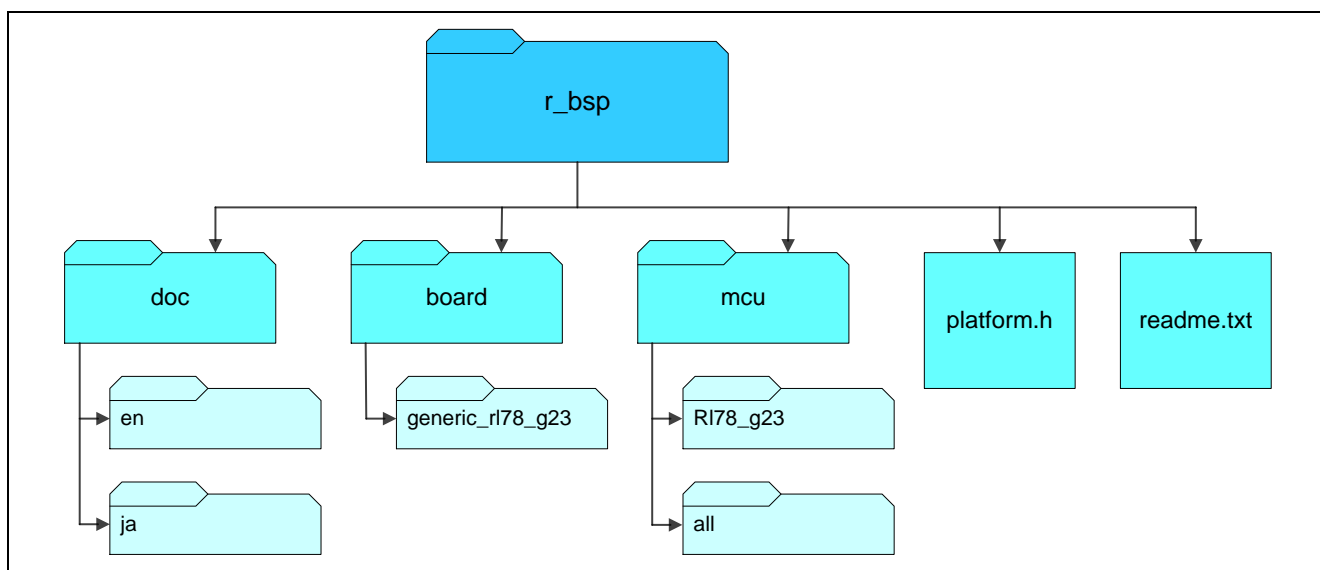 r_bsp
doc
board
mcu
platform.h
readme.txt
en
generic_rl78_g23
Rl78_g23
ja
all